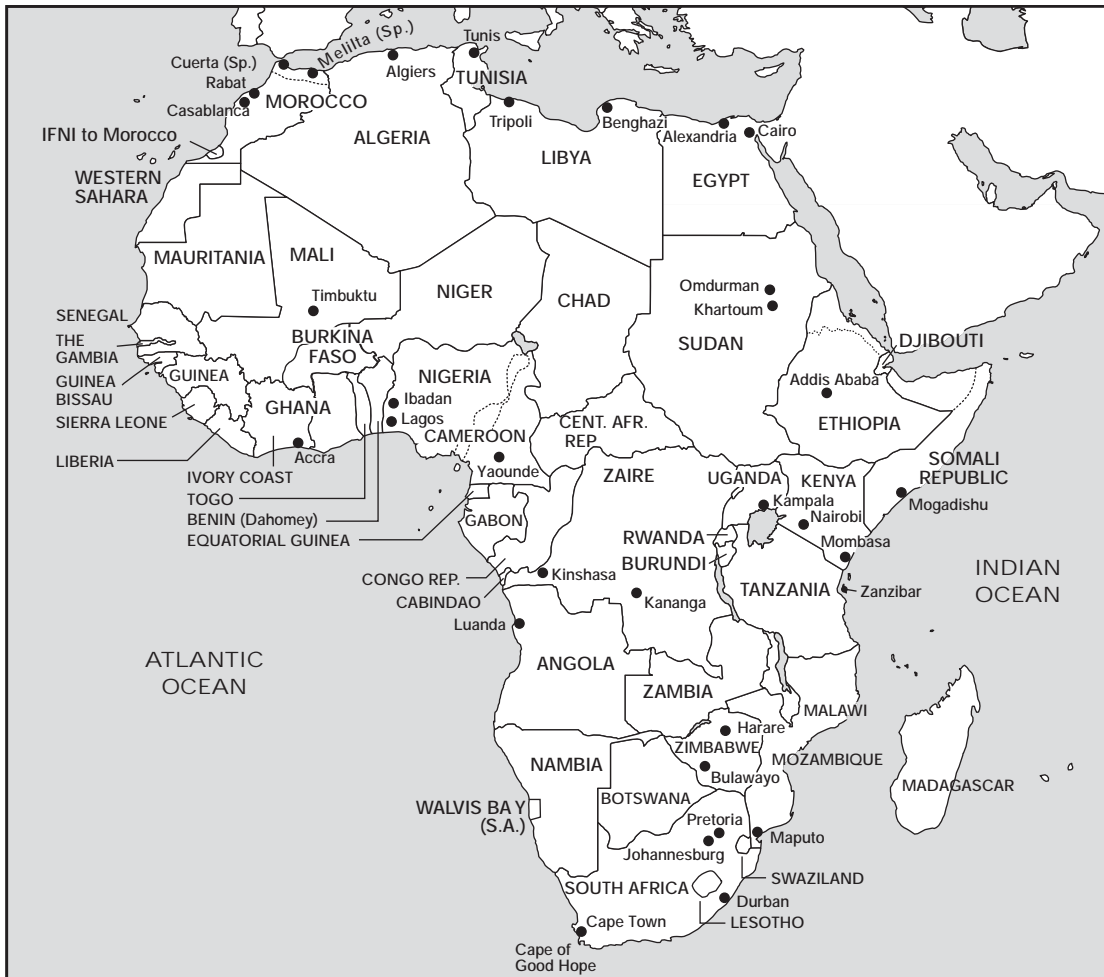 Melilta (Sp.)
Tunis
Cuerta (Sp.)
Algiers
Rabat
TUNISIA
MOROCCO
Casablanca
Tripoli
Benghazi
Alexandria
Cairo
IFNI to Morocco
ALGERIA
LIBYA
WESTERN
SAHARA
EGYPT
MAURITANIA
MALI
NIGER
CHAD
Omdurman
Timbuktu
Khartoum
SENEGAL
BURKINA
FASO
SUDAN
DJIBOUTI
THE
GAMBIA
GUINEA
NIGERIA
Addis Ababa
GUINEA
BISSAU
GHANA
Ibadan
SIERRA LEONE
Lagos
CENT. AFR.
REP.
ETHIOPIA
CAMEROON
LIBERIA
Accra
Yaounde
IVORY COAST
ZAIRE
UGANDA
KENYA
SOMALI
REPUBLIC
TOGO
Kampala
Mogadishu
BENIN (Dahomey)
GABON
Nairobi
EQUATORIAL GUINEA
RWANDA
Mombasa
BURUNDI
CONGO REP.
Kinshasa
INDIAN
OCEAN
CABINDAO
Kananga
TANZANIA
Zanzibar
Luanda
ATLANTIC
OCEAN
ANGOLA
ZAMBIA
MALAWI
Harare
ZIMBABWE
MOZAMBIQUE
NAMBIA
Bulawayo
MADAGASCAR
BOTSWANA
WALVIS BAY
(S.A.)
Pretoria
Maputo
Johannesburg
SWAZILAND
SOUTH AFRICA
Durban
LESOTHO
Cape Town
Cape of
Good Hope